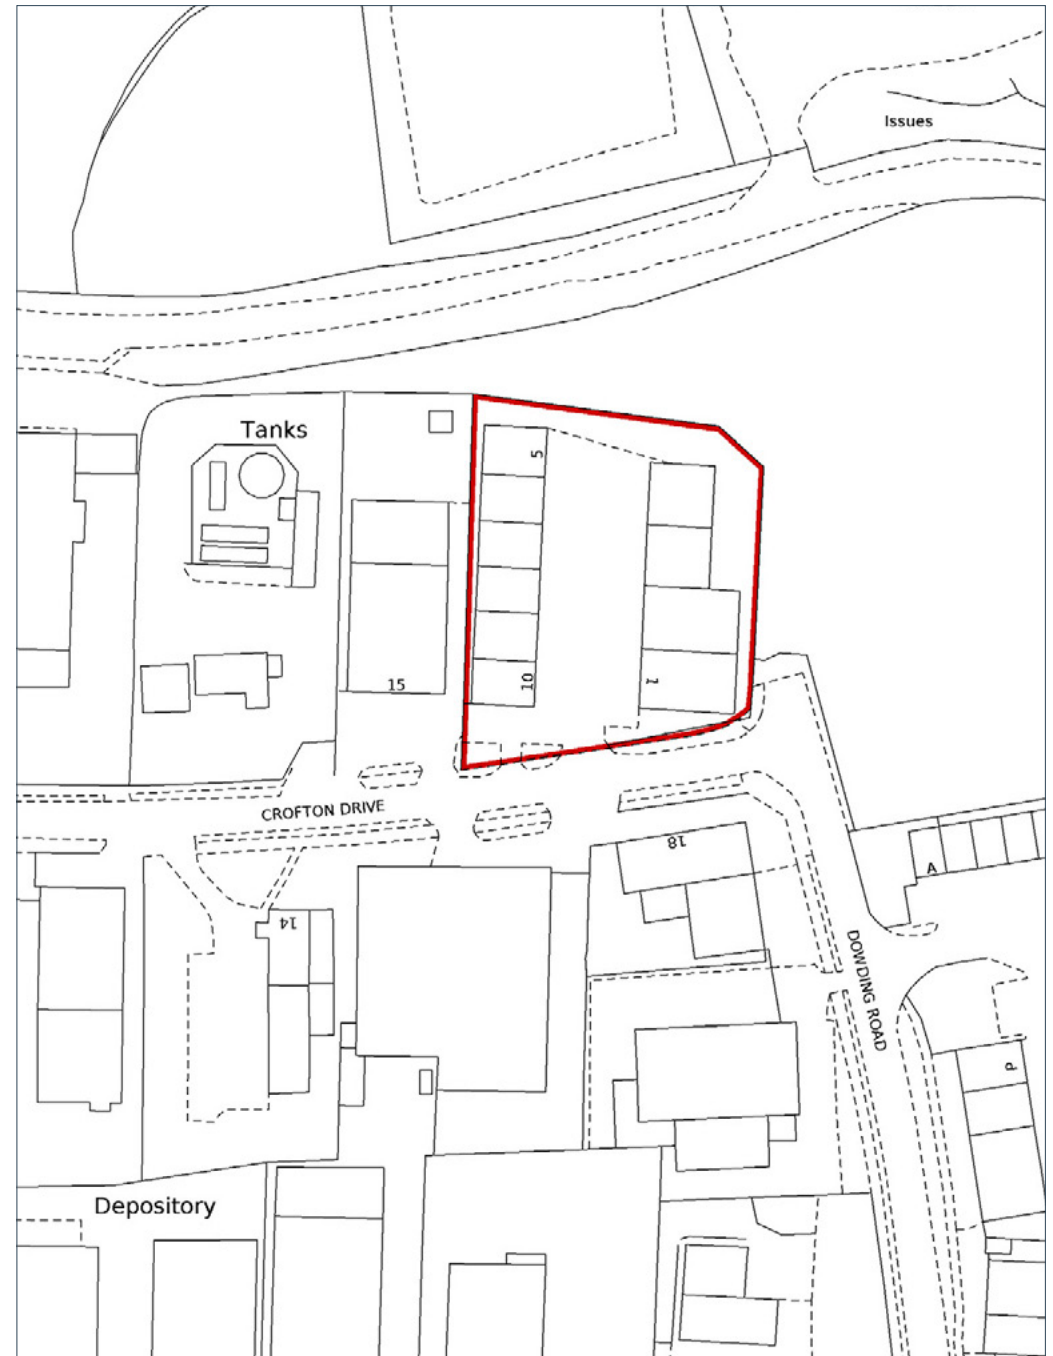 Issues
Tanks
5
10
1
15
CROFTON DRIVE
18
A
14
DOWDING ROAD
P
Depository